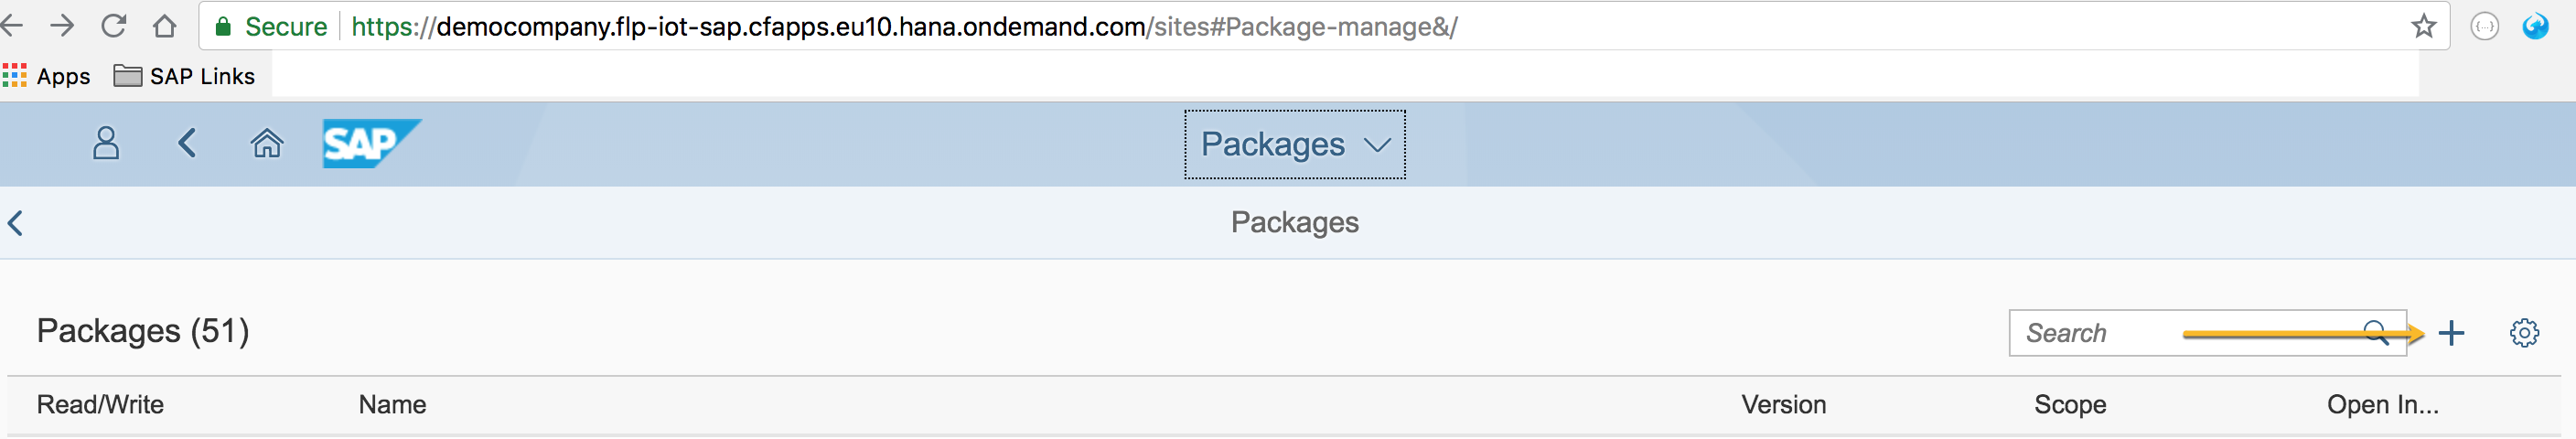 Secure https://democompany.flp-iot-sap.cfapps.eu10.hana.ondemand.com/sites#Package-manage&/
Apps SAP Links
SAP Packages
Packages
Packages (51) Search
Read/Write Name Version Scope Open In...